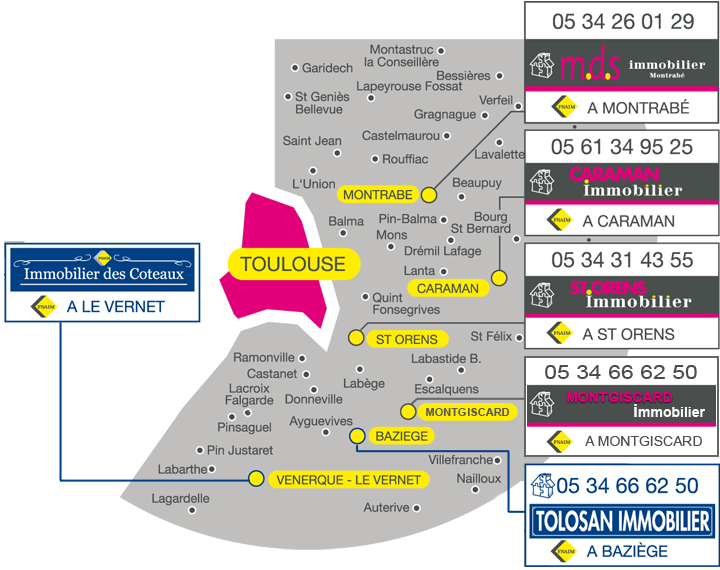 05 34 26 01 29
m.d.s immobilier
Montrabé
FNAIM
A MONTRABÉ
05 61 34 95 25
CARAMAN
immobilier
FNAIM
A CARAMAN
05 34 31 43 55
ST.ORENS
immobilier
FNAIM
A ST ORENS
05 34 66 62 50
MONTGISCARD
immobilier
FNAIM
A MONTGISCARD
05 34 66 62 50
TOLOSAN IMMOBILIER
FNAIM
A BAZIÈGE
FNAIM
Immobilier des Coteaux
FNAIM
A LE VERNET
Montastruc
la Conseillère
Garidech
Bessières
Lapeyrouse Fossat
St Geniès
Bellevue
Verfeil
Gragnague
Castelmaurou
Saint Jean
Lavalette
Rouffiac
L'Union
MONTRABE
Beaupuy
Balma
Pin-Balma
Mons
Bourg
St Bernard
Drémil Lafage
TOULOUSE
Lanta
CARAMAN
Quint
Fonsegrives
ST ORENS
St Félix
Ramonville
Labastide B.
Castanet
Labège
Lacroix
Falgarde
Donneville
Escalquens
MONTGISCARD
Pinsaguel
Ayguevives
BAZIEGE
Pin Justaret
Villefranche
Labarthe
VENERQUE - LE VERNET
Nailloux
Lagardelle
Auterive